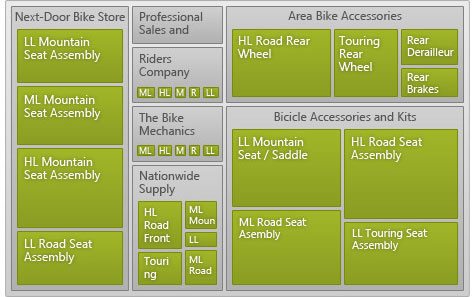 Next-Door Bike Store
LL Mountain
Seat Assembly
ML Mountain
Seat Assembly
HL Mountain
Seat Assembly
LL Road Seat
Assembly
Professional
Sales and
Riders
Company
ML HL M R LL
The Bike
Mechanics
ML HL M R LL
Nationwide
Supply
HL
Road
Front
Touri
ng
ML
Moun
LL
ML
Road
Area Bike Accessories
HL Road Rear
Wheel
Touring
Rear
Wheel
Rear
Derailleur
Rear
Brakes
Bicicle Accessories and Kits
LL Mountain
Seat / Saddle
HL Road Seat
Assembly
ML Road Seat
Asembly
LL Touring Seat
Assembly